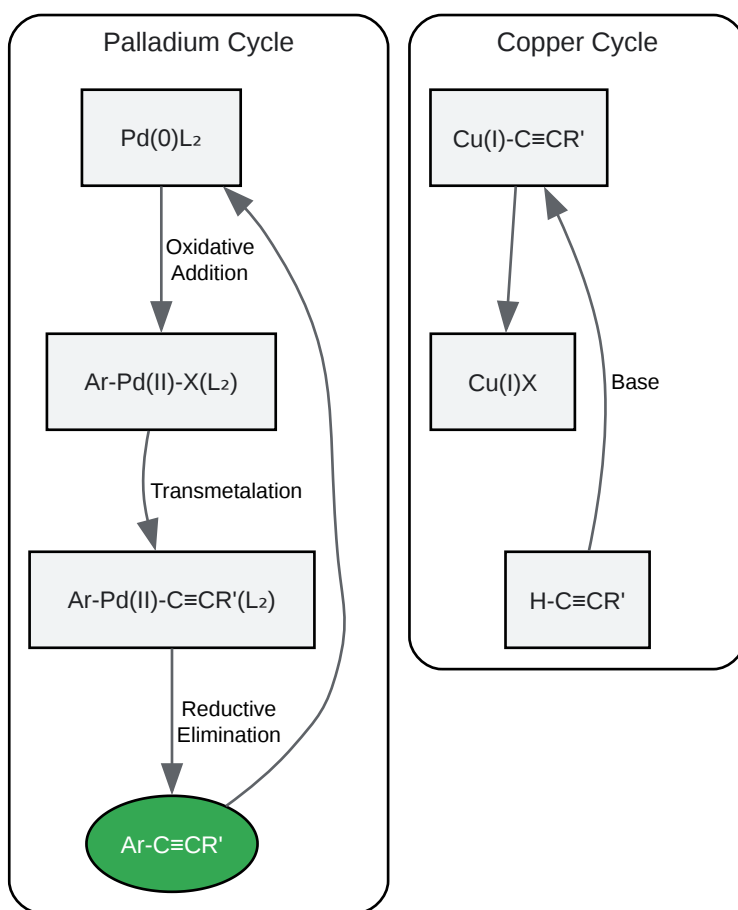 Palladium Cycle
Pd(0)L₂
Oxidative
Addition
Ar-Pd(II)-X(L₂)
Transmetalation
Ar-Pd(II)-C≡CR'(L₂)
Reductive
Elimination
Ar-C≡CR'
Copper Cycle
Cu(I)-C≡CR'
Cu(I)X
Base
H-C≡CR'